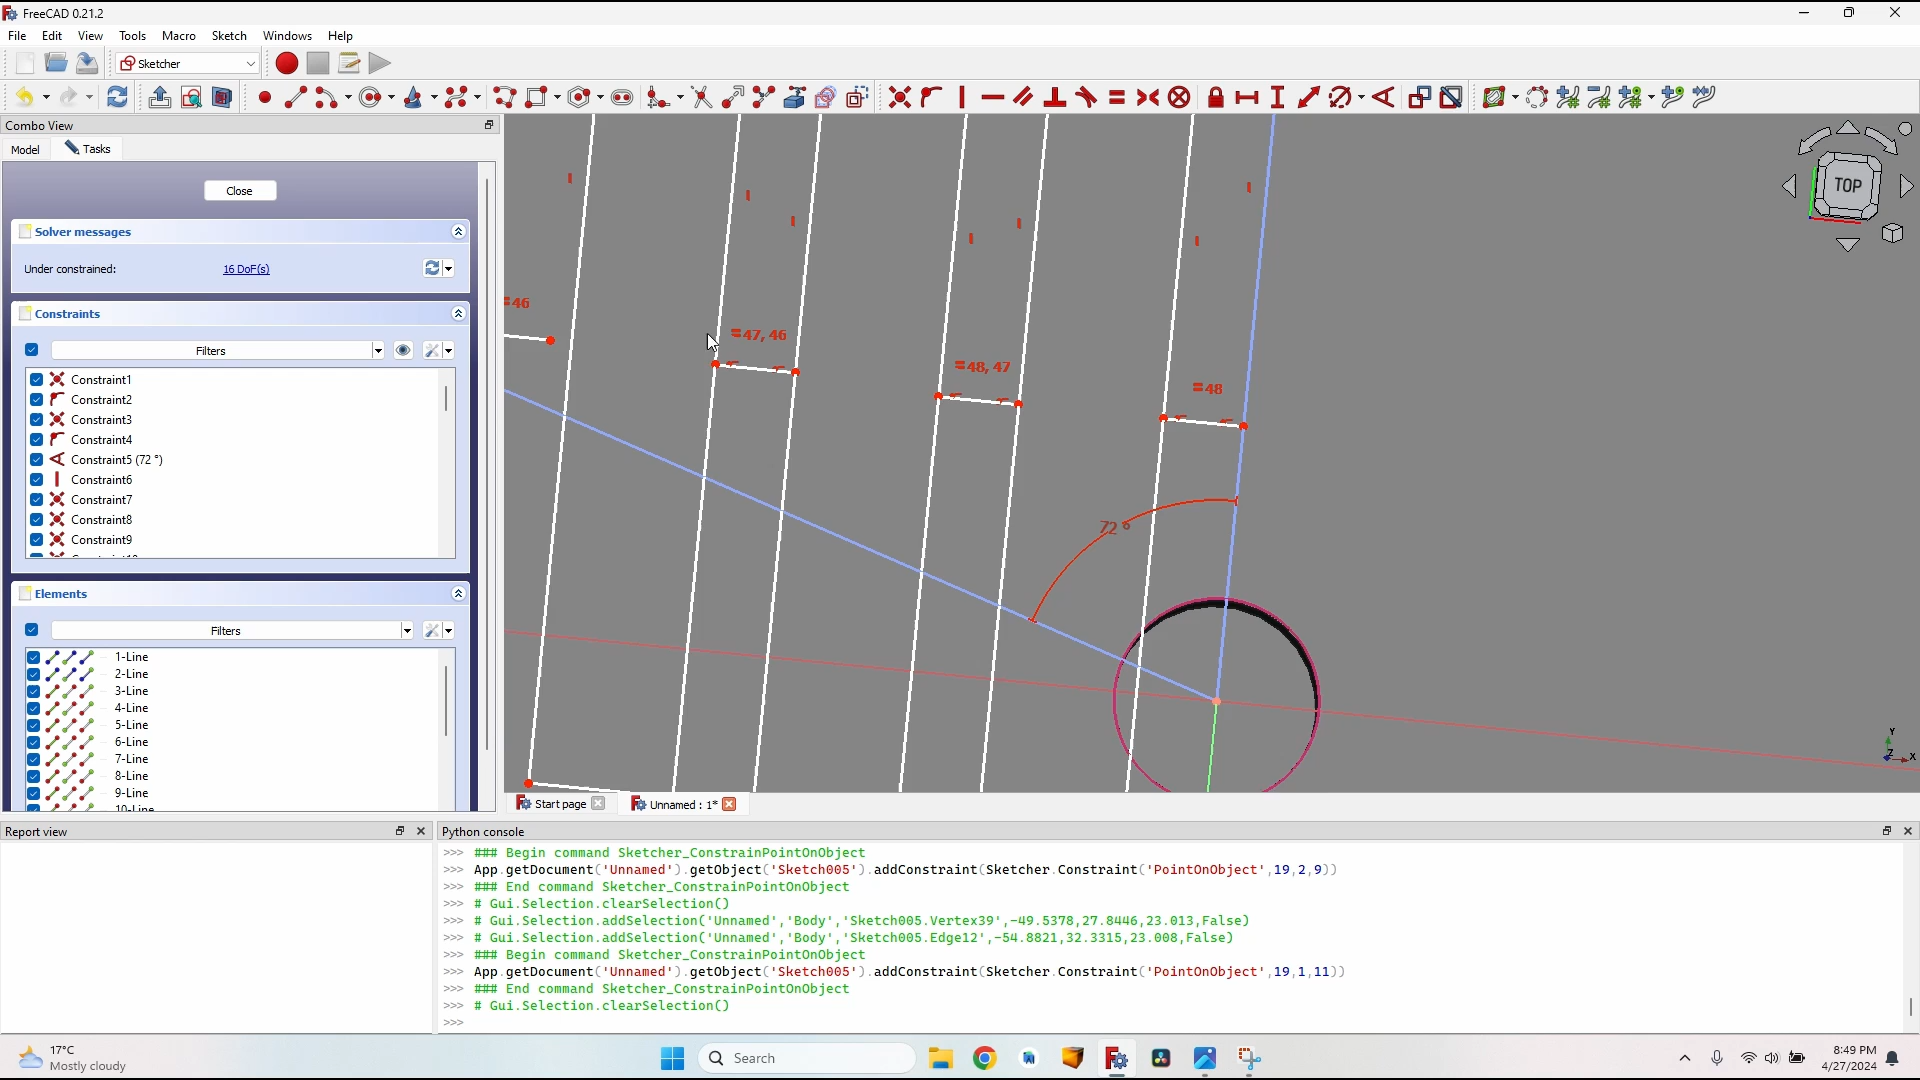 FreeCAD 0.21.2
File Edit View Tools Macro Sketch Windows Help
Sketcher
Combo View
Model Tasks
Close
Solver messages
Under constrained: 16 DoF(s)
Constraints
Filters
Constraint1
Constraint2
Constraint3
Constraint4
Constraint5 (72 °)
Constraint6
Constraint7
Constraint8
Constraint9
Elements
Filters
1-Line
2-Line
3-Line
4-Line
5-Line
6-Line
7-Line
8-Line
9-Line
10-Line
=46
=47, 46
=48, 47
=48
72 °
TOP
Y
Z
X
Start page Unnamed : 1*
Report view
Python console
>>> ### Begin command Sketcher_ConstrainPointOnObject
>>> App.getDocument('Unnamed').getObject('Sketch005').addConstraint(Sketcher.Constraint('PointOnObject',19,2,9))
>>> ### End command Sketcher_ConstrainPointOnObject
>>> # Gui.Selection.clearSelection()
>>> # Gui.Selection.addSelection('Unnamed','Body','Sketch005.Vertex39',-49.5378,27.8446,23.013,False)
>>> # Gui.Selection.addSelection('Unnamed','Body','Sketch005.Edge12',-54.8821,32.3315,23.008,False)
>>> ### Begin command Sketcher_ConstrainPointOnObject
>>> App.getDocument('Unnamed').getObject('Sketch005').addConstraint(Sketcher.Constraint('PointOnObject',19,1,11))
>>> ### End command Sketcher_ConstrainPointOnObject
>>> # Gui.Selection.clearSelection()
>>>
17°C
Mostly cloudy
Search
8:49 PM
4/27/2024